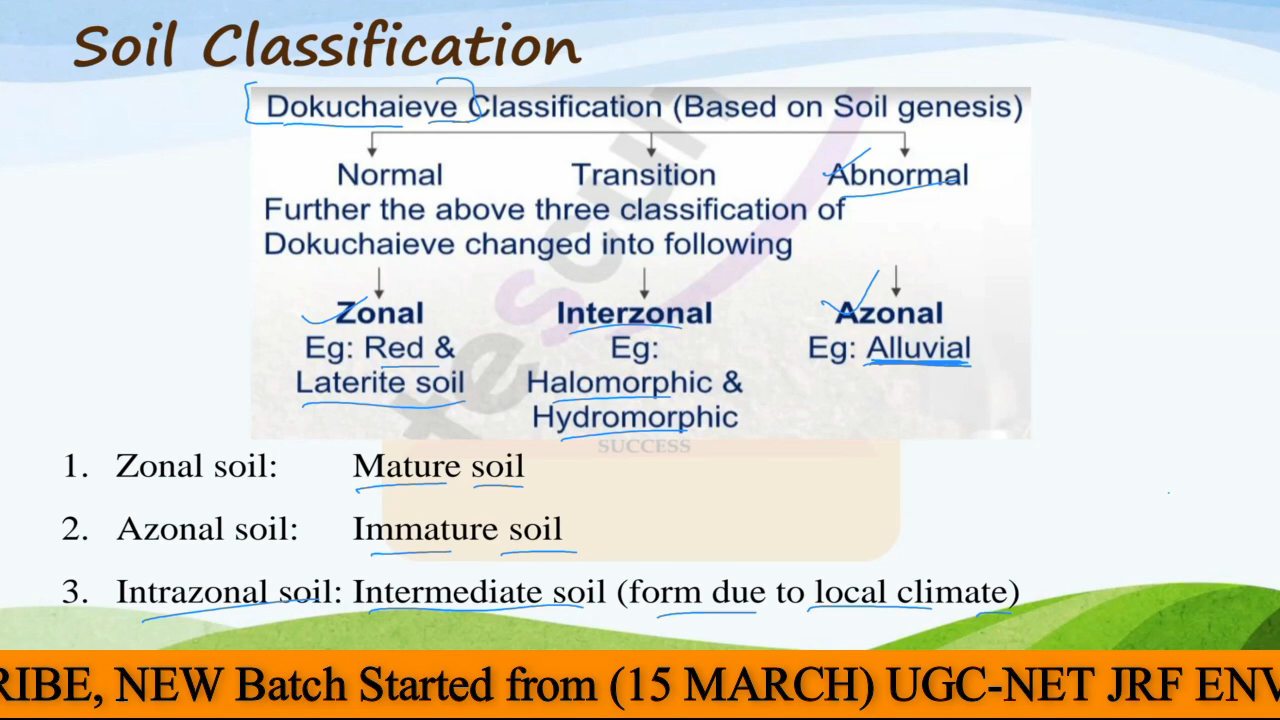 Soil Classification
Dokuchaieve Classification (Based on Soil genesis)
Normal Transition Abnormal
Further the above three classification of
Dokuchaieve changed into following
Zonal Interzonal Azonal
Eg: Red & Eg: Eg: Alluvial
Laterite soil Halomorphic &
Hydromorphic
SUCCESS
1. Zonal soil: Mature soil
2. Azonal soil: Immature soil
3. Intrazonal soil: Intermediate soil (form due to local climate)
RIBE, NEW Batch Started from (15 MARCH) UGC-NET JRF ENV